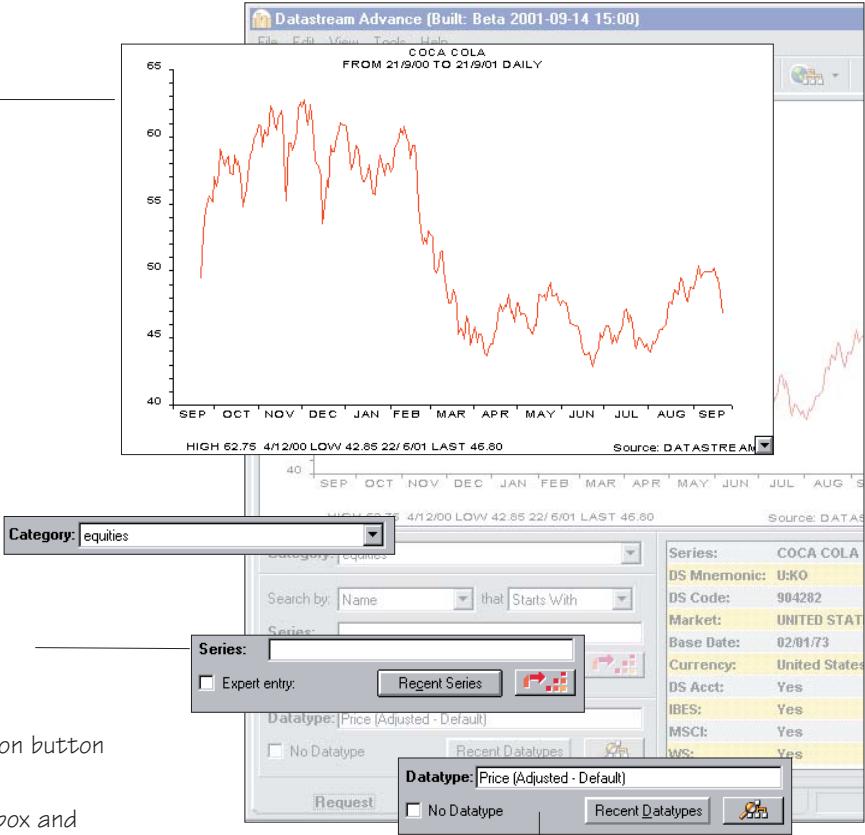 Datastream Advance (Built: Beta 2001-09-14 15:00)
File Edit View Tools Help
COCA COLA
FROM 21/9/00 TO 21/9/01 DAILY
65
60
55
50
45
40
SEP OCT NOV DEC JAN FEB MAR APR MAY JUN JUL AUG SEP
HIGH 62.75 4/12/00 LOW 42.85 22/ 6/01 LAST 46.80 Source: DATASTREAM
40
SEP OCT NOV DEC JAN FEB MAR APR MAY JUN JUL AUG S
HIGH 62.75 4/12/00 LOW 42.85 22/ 6/01 LAST 46.80 Source: DATAS
Category: equities
Category: equities
Search by: Name that Starts With
Series:
Series:
Expert entry: Recent Series
Datatype: Price (Adjusted - Default)
No Datatype Recent Datatypes
Datatype: Price (Adjusted - Default)
No Datatype Recent Datatypes
Request
Series: COCA COLA
DS Mnemonic: U:KO
DS Code: 904282
Market: UNITED STAT
Base Date: 02/01/73
Currency: United States
DS Acct: Yes
IBES: Yes
MSCI: Yes
WS: Yes
on button
box and